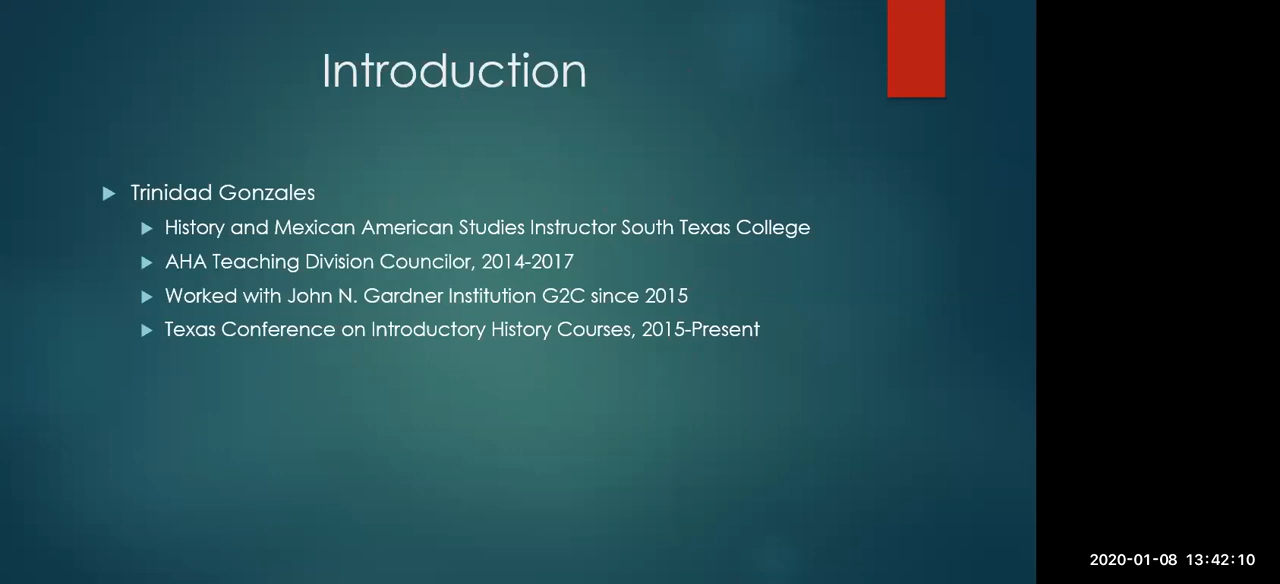 Introduction
Trinidad Gonzales
History and Mexican American Studies Instructor South Texas College
AHA Teaching Division Councilor, 2014-2017
Worked with John N. Gardner Institution G2C since 2015
Texas Conference on Introductory History Courses, 2015-Present
2020-01-08 13:42:10